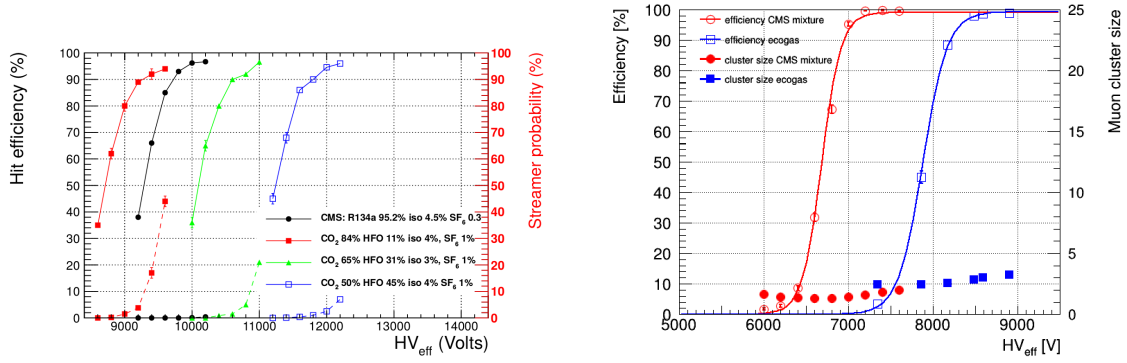 Hit efficiency (%)
100
90
80
70
60
50
40
30
20
10
0
9000 10000 11000 12000 13000 14000
HVeff (Volts)
100
90
80
70
60
50
40
30
20
10
0
Streamer probability (%)
CMS: R134a 95.2% iso 4.5% SF6 0.3
CO2 84% HFO 11% iso 4%, SF6 1%
CO2 65% HFO 31% iso 3%, SF6 1%
CO2 50% HFO 45% iso 4% SF6 1%
Efficiency [%]
100
90
80
70
60
50
40
30
20
10
0
5000 6000 7000 8000 9000
HVeff [V]
25
20
15
10
5
0
Muon cluster size
efficiency CMS mixture
efficiency ecogas
cluster size CMS mixture
cluster size ecogas